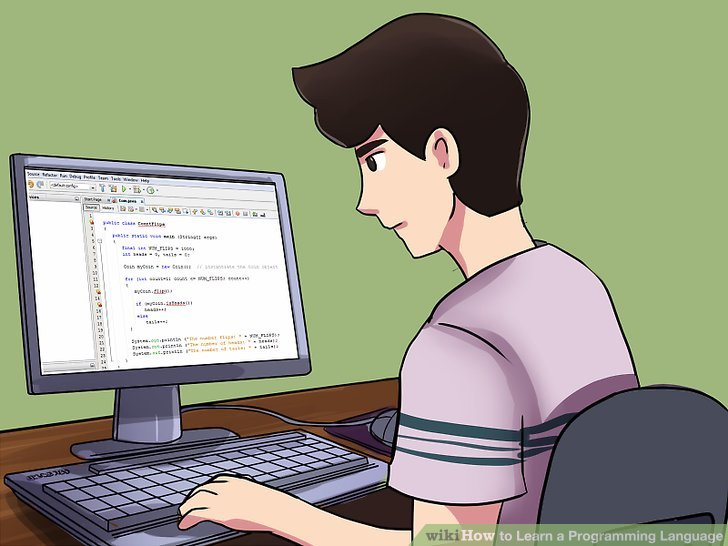 Source Refactor Run Debug Profile Team Tools Window Help
<default config>
Start Page
Source History
public class CountFlips
{
public static void main (String[] args)
{
final int NUM_FLIPS = 1000;
int heads = 0, tails = 0;
Coin myCoin = new Coin(); // instantiate the Coin object
for (int count=1; count <= NUM_FLIPS; count++)
{
myCoin.flip();
if (myCoin.isHeads())
heads++;
else
tails++;
}
System.out.println ("The number flips: " + NUM_FLIPS);
System.out.println ("The number of heads: " + heads);
System.out.println ("The number of tails: " + tails);
}
wikiHow to Learn a Programming Language